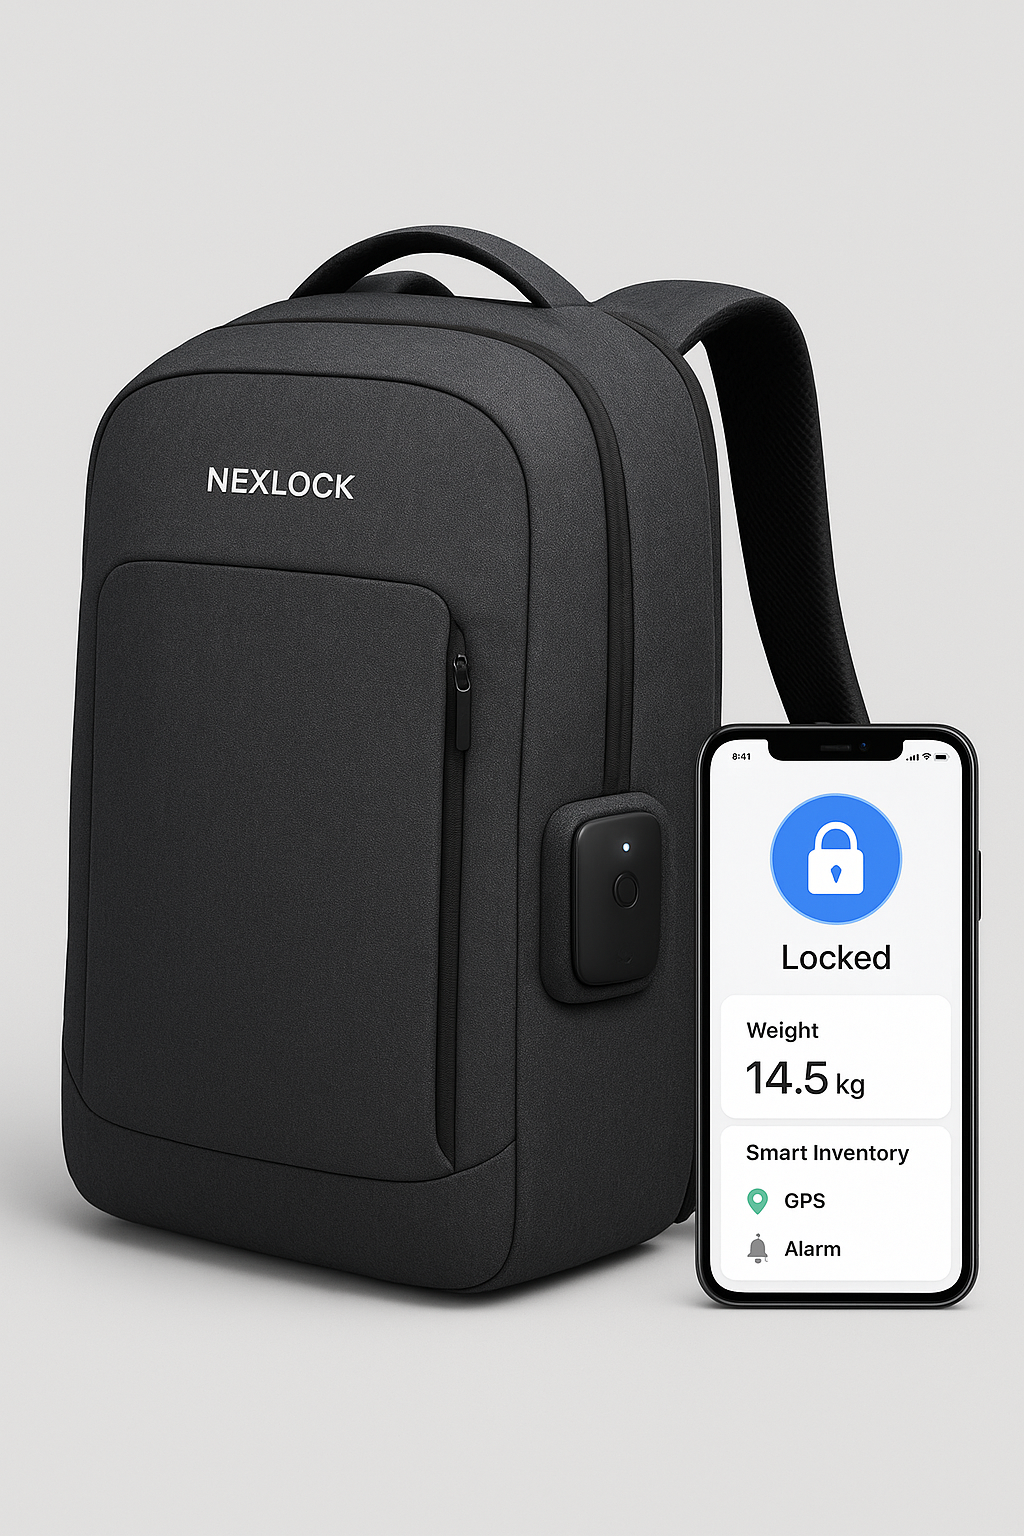 NEXLOCK
8:41
Locked
Weight
14.5 kg
Smart Inventory
GPS
Alarm